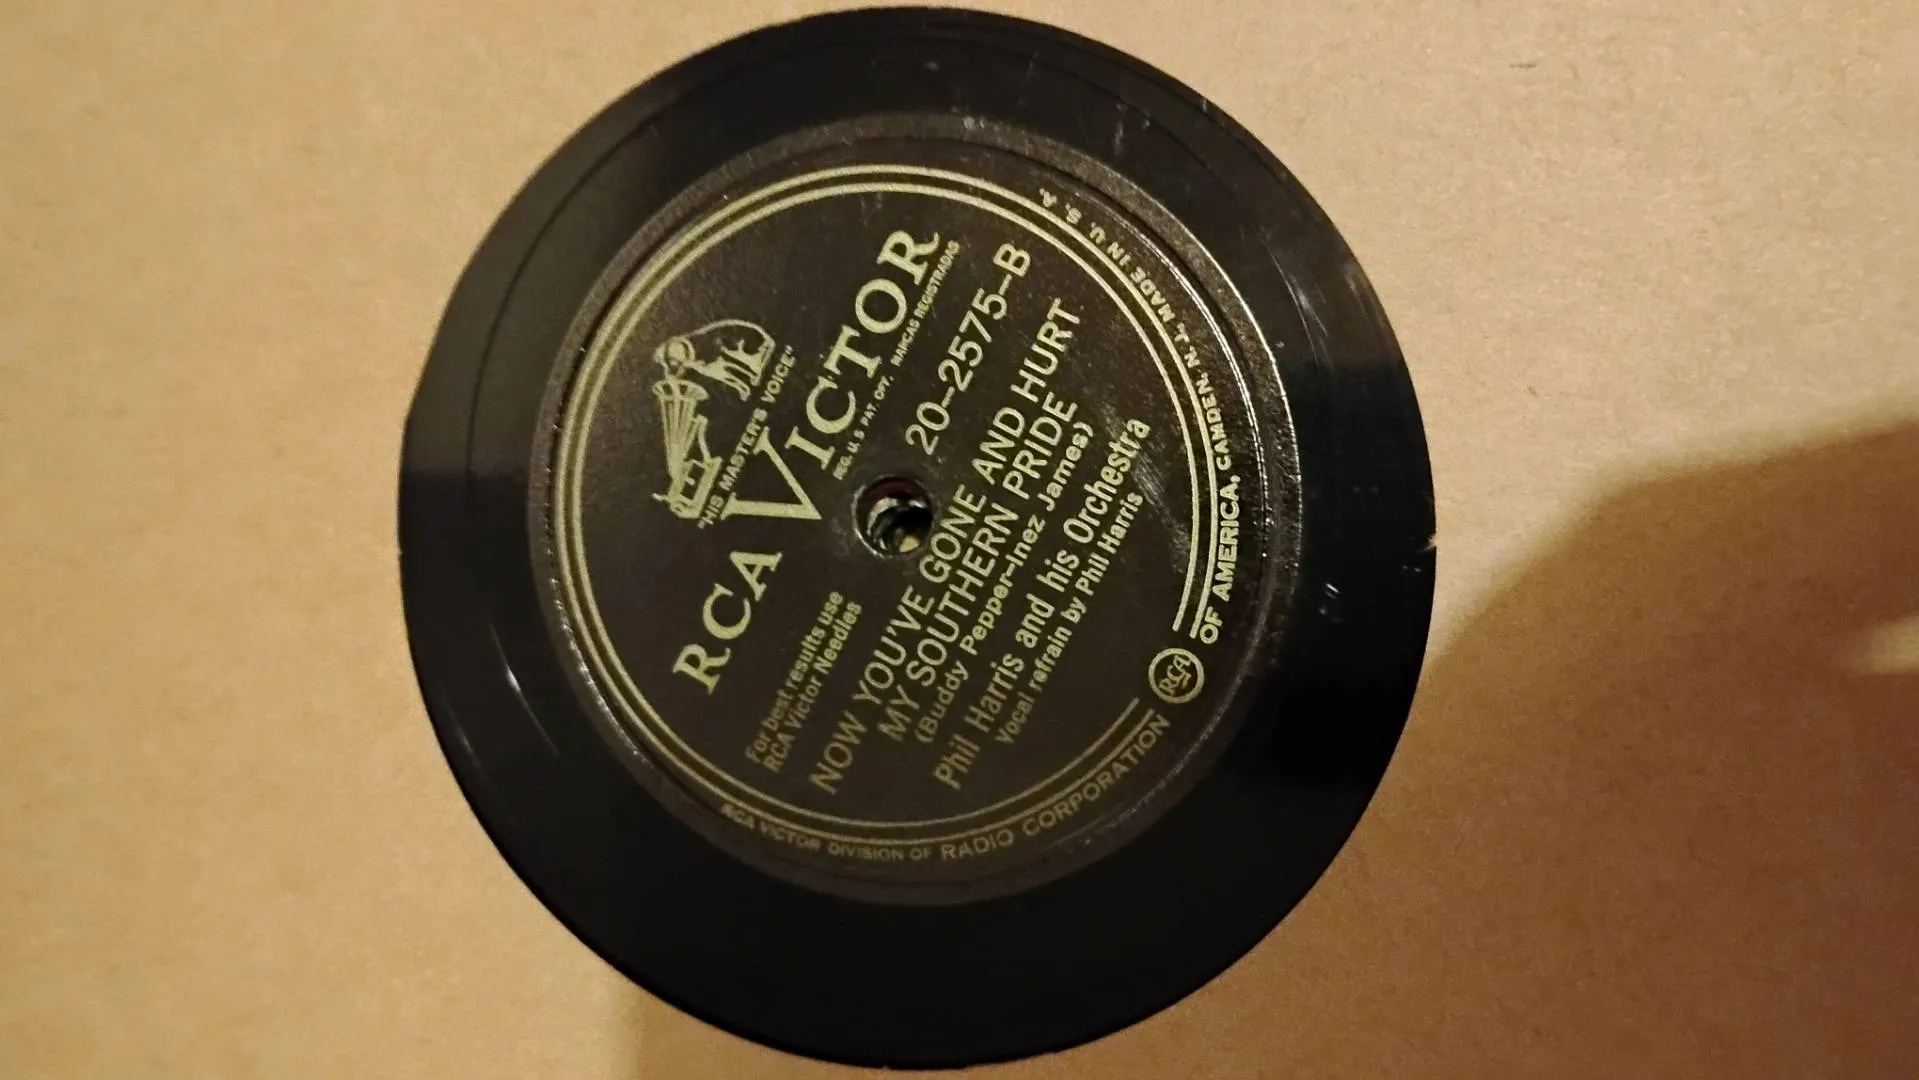 "HIS MASTER'S VOICE"
RCA VICTOR
REG. U.S. PAT. OFF. MARCAS REGISTRADAS
For best results use
RCA Victor Needles
20-2575-B
NOW YOU'VE GONE AND HURT
MY SOUTHERN PRIDE
(Buddy Pepper-Inez James)
Phil Harris and his Orchestra
Vocal refrain by Phil Harris
RCA VICTOR DIVISION OF RADIO CORPORATION RCA OF AMERICA, CAMDEN, N.J., MADE IN U. S. A.